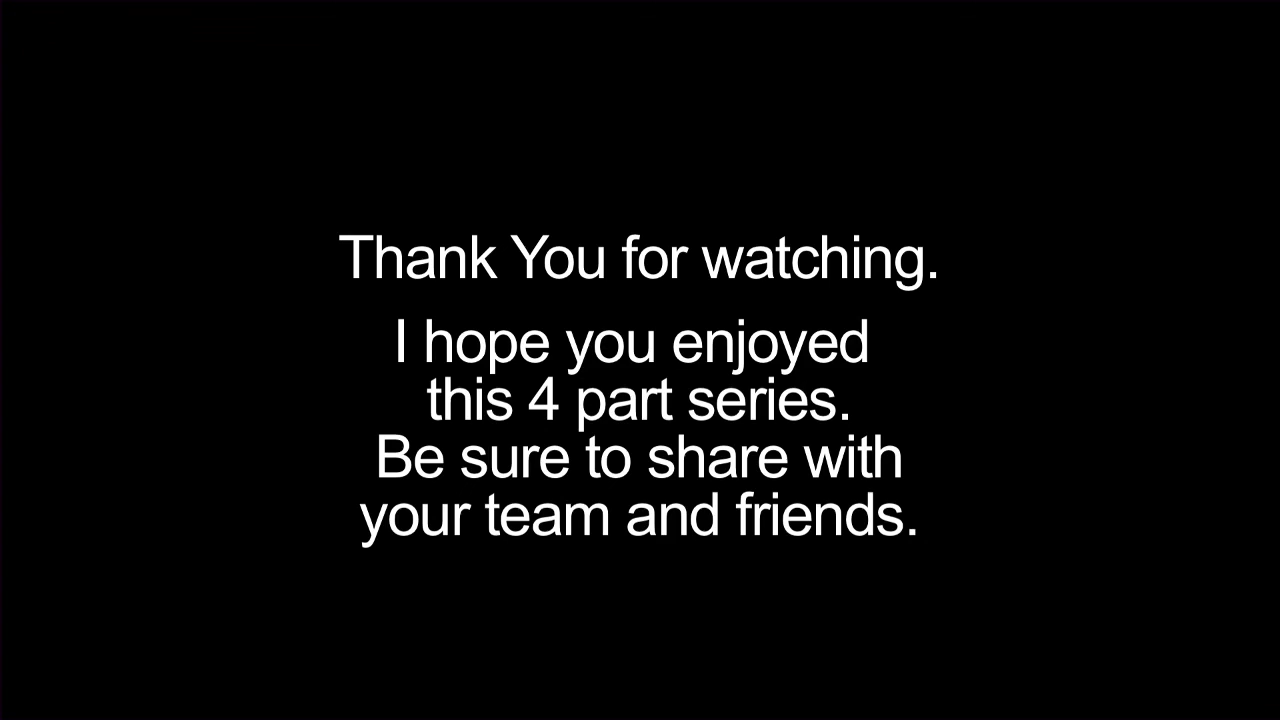 Thank You for watching.
I hope you enjoyed
this 4 part series.
Be sure to share with
your team and friends.